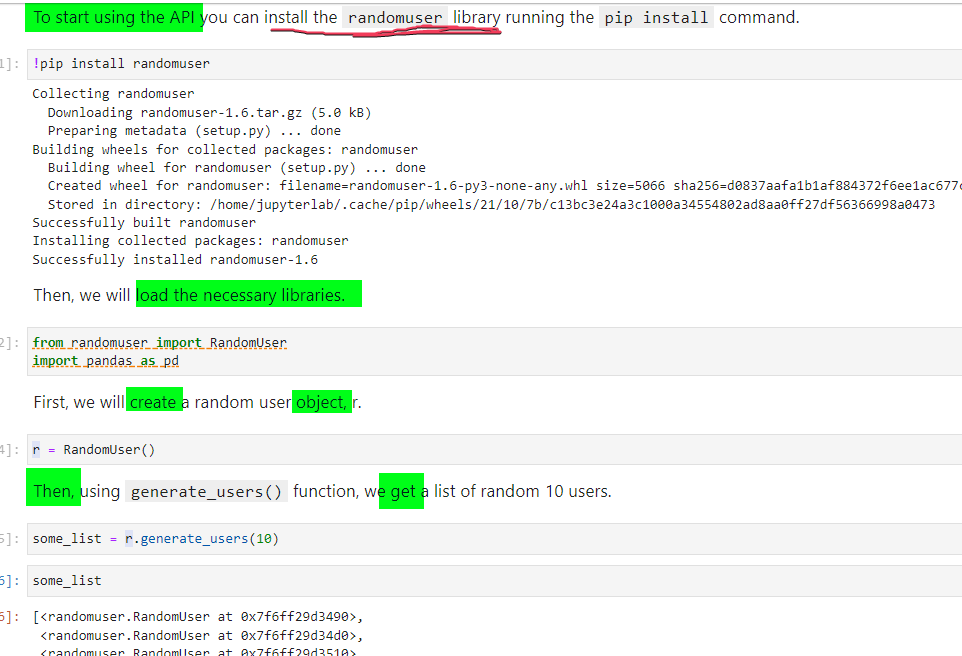 To start using the API you can install the randomuser library running the pip install command.
1]: !pip install randomuser
Collecting randomuser
Downloading randomuser-1.6.tar.gz (5.0 kB)
Preparing metadata (setup.py) ... done
Building wheels for collected packages: randomuser
Building wheel for randomuser (setup.py) ... done
Created wheel for randomuser: filename=randomuser-1.6-py3-none-any.whl size=5066 sha256=d0837aafa1b1af884372f6ee1ac677
Stored in directory: /home/jupyterlab/.cache/pip/wheels/21/10/7b/c13bc3e24a3c1000a34554802ad8aa0ff27df56366998a0473
Successfully built randomuser
Installing collected packages: randomuser
Successfully installed randomuser-1.6
Then, we will load the necessary libraries.
2]: from randomuser import RandomUser
import pandas as pd
First, we will create a random user object, r.
4]: r = RandomUser()
Then, using generate_users() function, we get a list of random 10 users.
5]: some_list = r.generate_users(10)
6]: some_list
6]: [<randomuser.RandomUser at 0x7f6ff29d3490>,
<randomuser.RandomUser at 0x7f6ff29d34d0>,
<randomuser.RandomUser at 0x7f6ff29d3510>